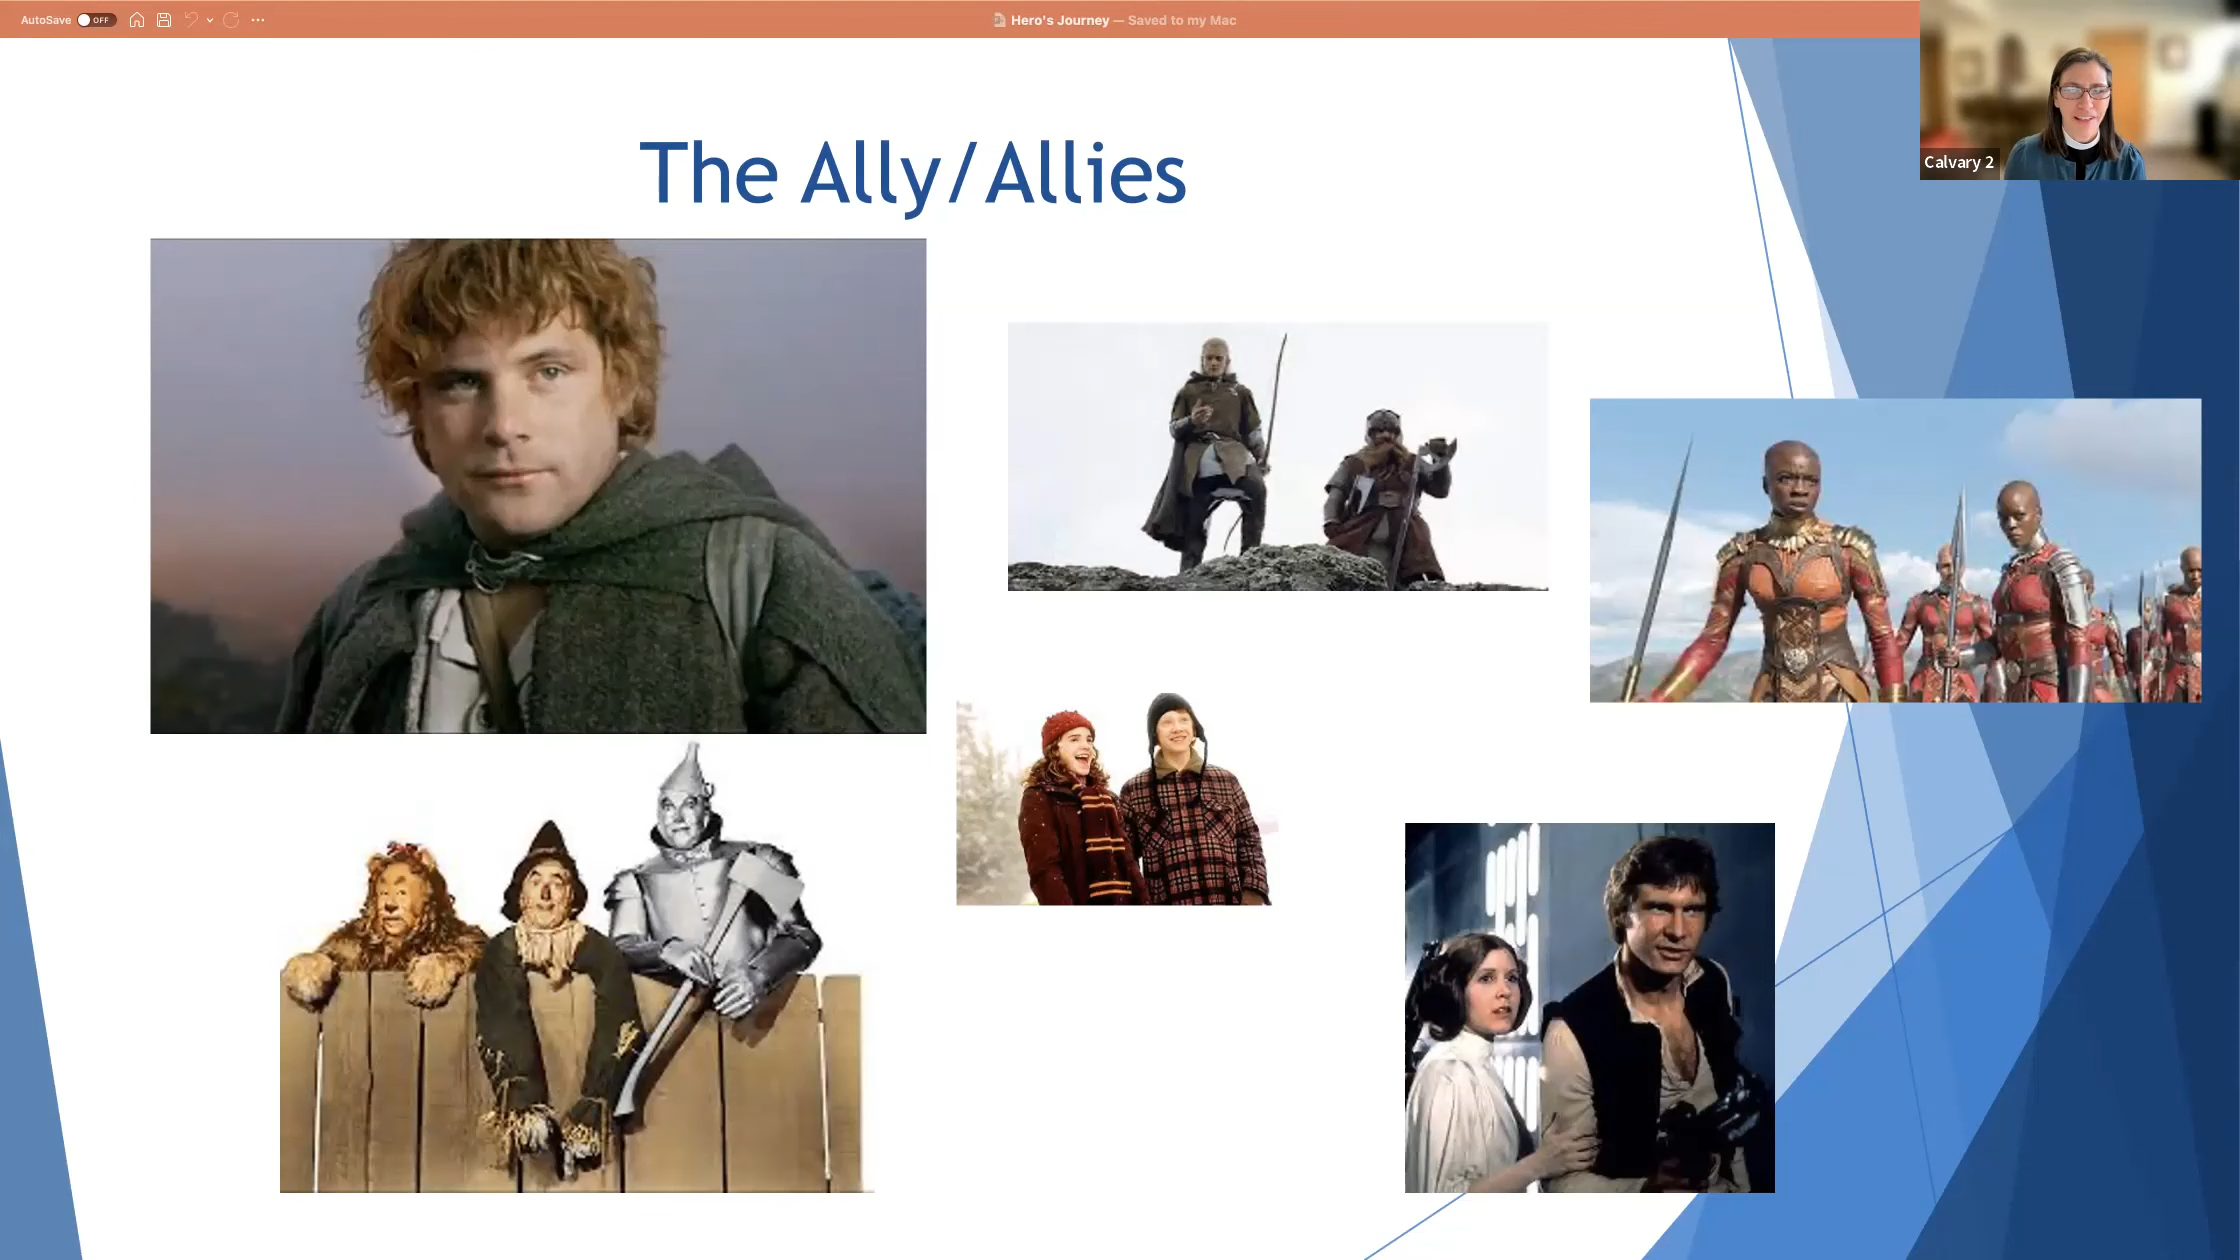 AutoSave OFF
Hero's Journey — Saved to my Mac
Calvary 2
The Ally/Allies